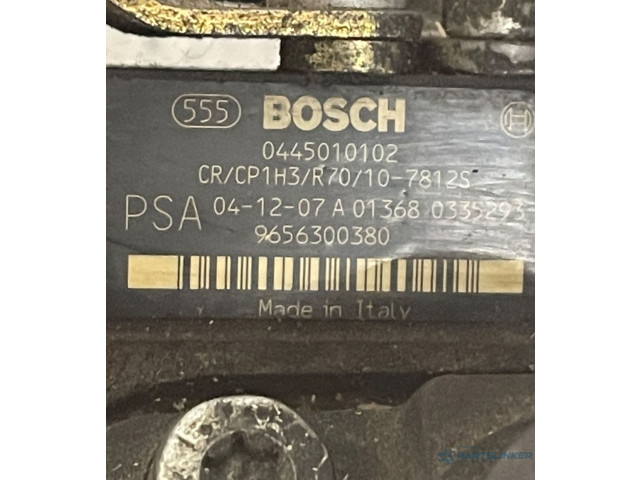 555 BOSCH
0445010102
CR/CP1H3/R70/10-7812S
PSA 04-12-07 A 01368 0335293
9656300380
Made in Italy